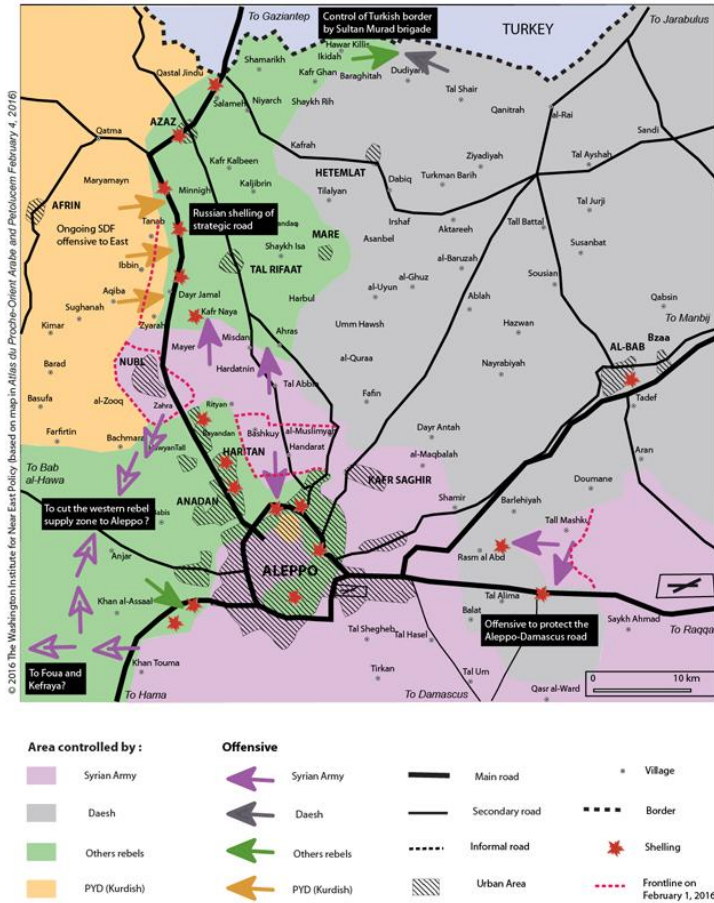 To Gaziantep
Control of Turkish border
by Sultan Murad brigade
TURKEY
To Jarabulus
Hawar Killis
Ikidah
Shamarikh
Qastal Jindu
Kafr Ghan
Baraghitah
Dudiyan
Tal Shair
Salameh
Niyarch
Shaykh Rih
Qanitrah
al-Rai
AZAZ
Sandi
Qatma
Kafrah
Kafr Kalbeen
HETEMLAT
Ziyadiyah
Tal Ayshah
Maryamayn
Minnigh
Kaljibrin
Dabiq
Turkman Barih
Tilalyan
AFRIN
Tanab
Russian shelling of
strategic road
Irshaf
Tall Battal
Tal Jurji
Ongoing SDF
offensive to East
MARE
Asanbel
Aktareeh
Susanbat
Shaykh Isa
Ibbin
TAL RIFAAT
al-Baruzah
al-Ghuz
Sousian
Aqiba
Dayr Jamal
al-Uyun
Ablah
Qabsin
Sughanah
Harbul
Kafr Naya
Zyarah
Umm Hawsh
Hazwan
To Manbij
Kimar
Mayer
Misdan
Ahras
AL-BAB
Bzaa
NUBL
al-Quraa
Nayrabiyah
Barad
Hardatnin
Tal Abbin
Basufa
al-Zooq
Zahra
Rityan
Fafin
Tadef
Farfirtin
Bachmara
Bayandan
Bashkuy
al-Muslimyah
Dayr Antah
Handarat
HARITAN
al-Maqbalah
Aran
To Bab
al-Hawa
ANADAN
KAFR SAGHIR
Doumane
Shamir
Barlehiyah
To cut the western rebel
supply zone to Aleppo ?
Tall Mashku
Anjar
Rasm al Abd
ALEPPO
Khan al-Assaal
Tal Alima
Balat
Offensive to protect the
Aleppo-Damascus road
Saykh Ahmad
Tal Shegheb
Tal Hasel
To Raqqa
Khan Touma
To Foua and
Kefraya?
Tirkan
Tal Um
To Hama
To Damascus
Qasr al-Ward
0 10 km
© 2016 The Washington Institute for Near East Policy (based on map in Atlas du Proche-Orient Arabe and Petolucem February 4, 2016)
Area controlled by :
Syrian Army
Daesh
Others rebels
PYD (Kurdish)
Offensive
Syrian Army
Daesh
Others rebels
PYD (Kurdish)
Main road
Secondary road
Informal road
Urban Area
Village
Border
Shelling
Frontline on
February 1, 2016